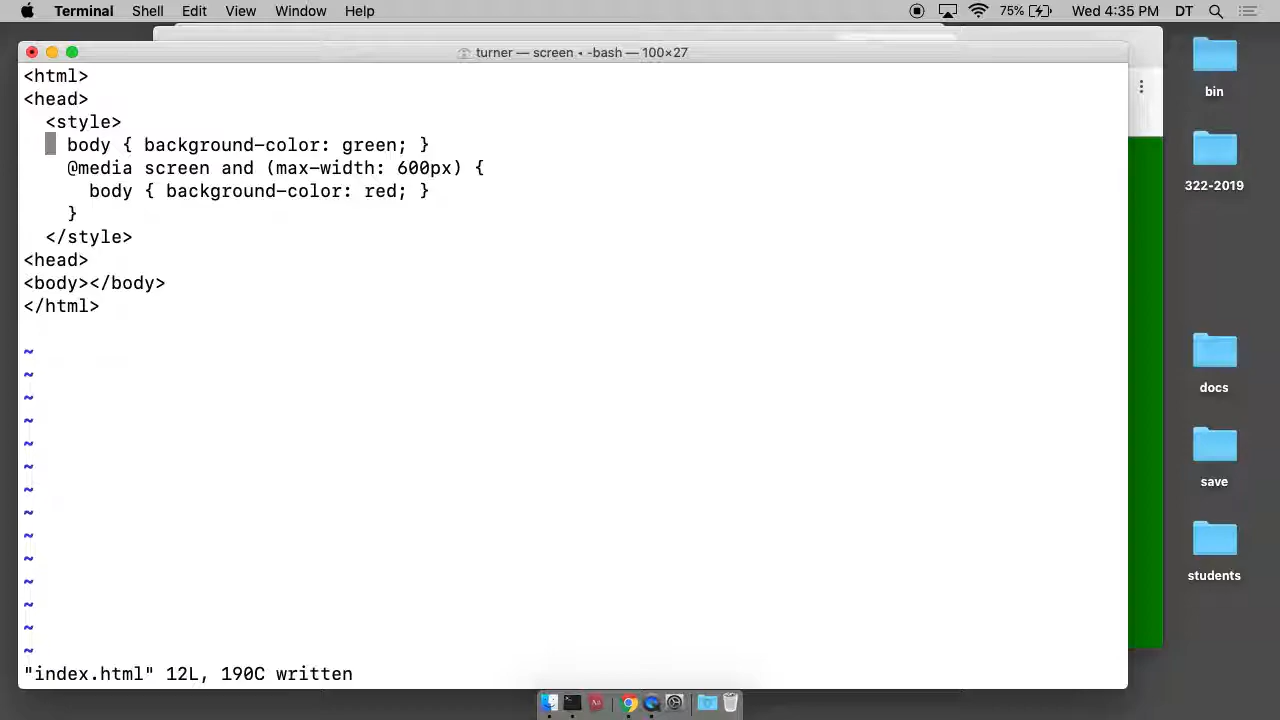 Terminal Shell Edit View Window Help 75% Wed 4:35 PM DT
turner — screen ◂ -bash — 100×27
<html>
<head>
  <style>
    body { background-color: green; }
    @media screen and (max-width: 600px) {
      body { background-color: red; }
    }
  </style>
<head>
<body></body>
</html>
~
~
~
~
~
~
~
~
~
~
~
~
~
~
"index.html" 12L, 190C written
bin
322-2019
docs
save
students